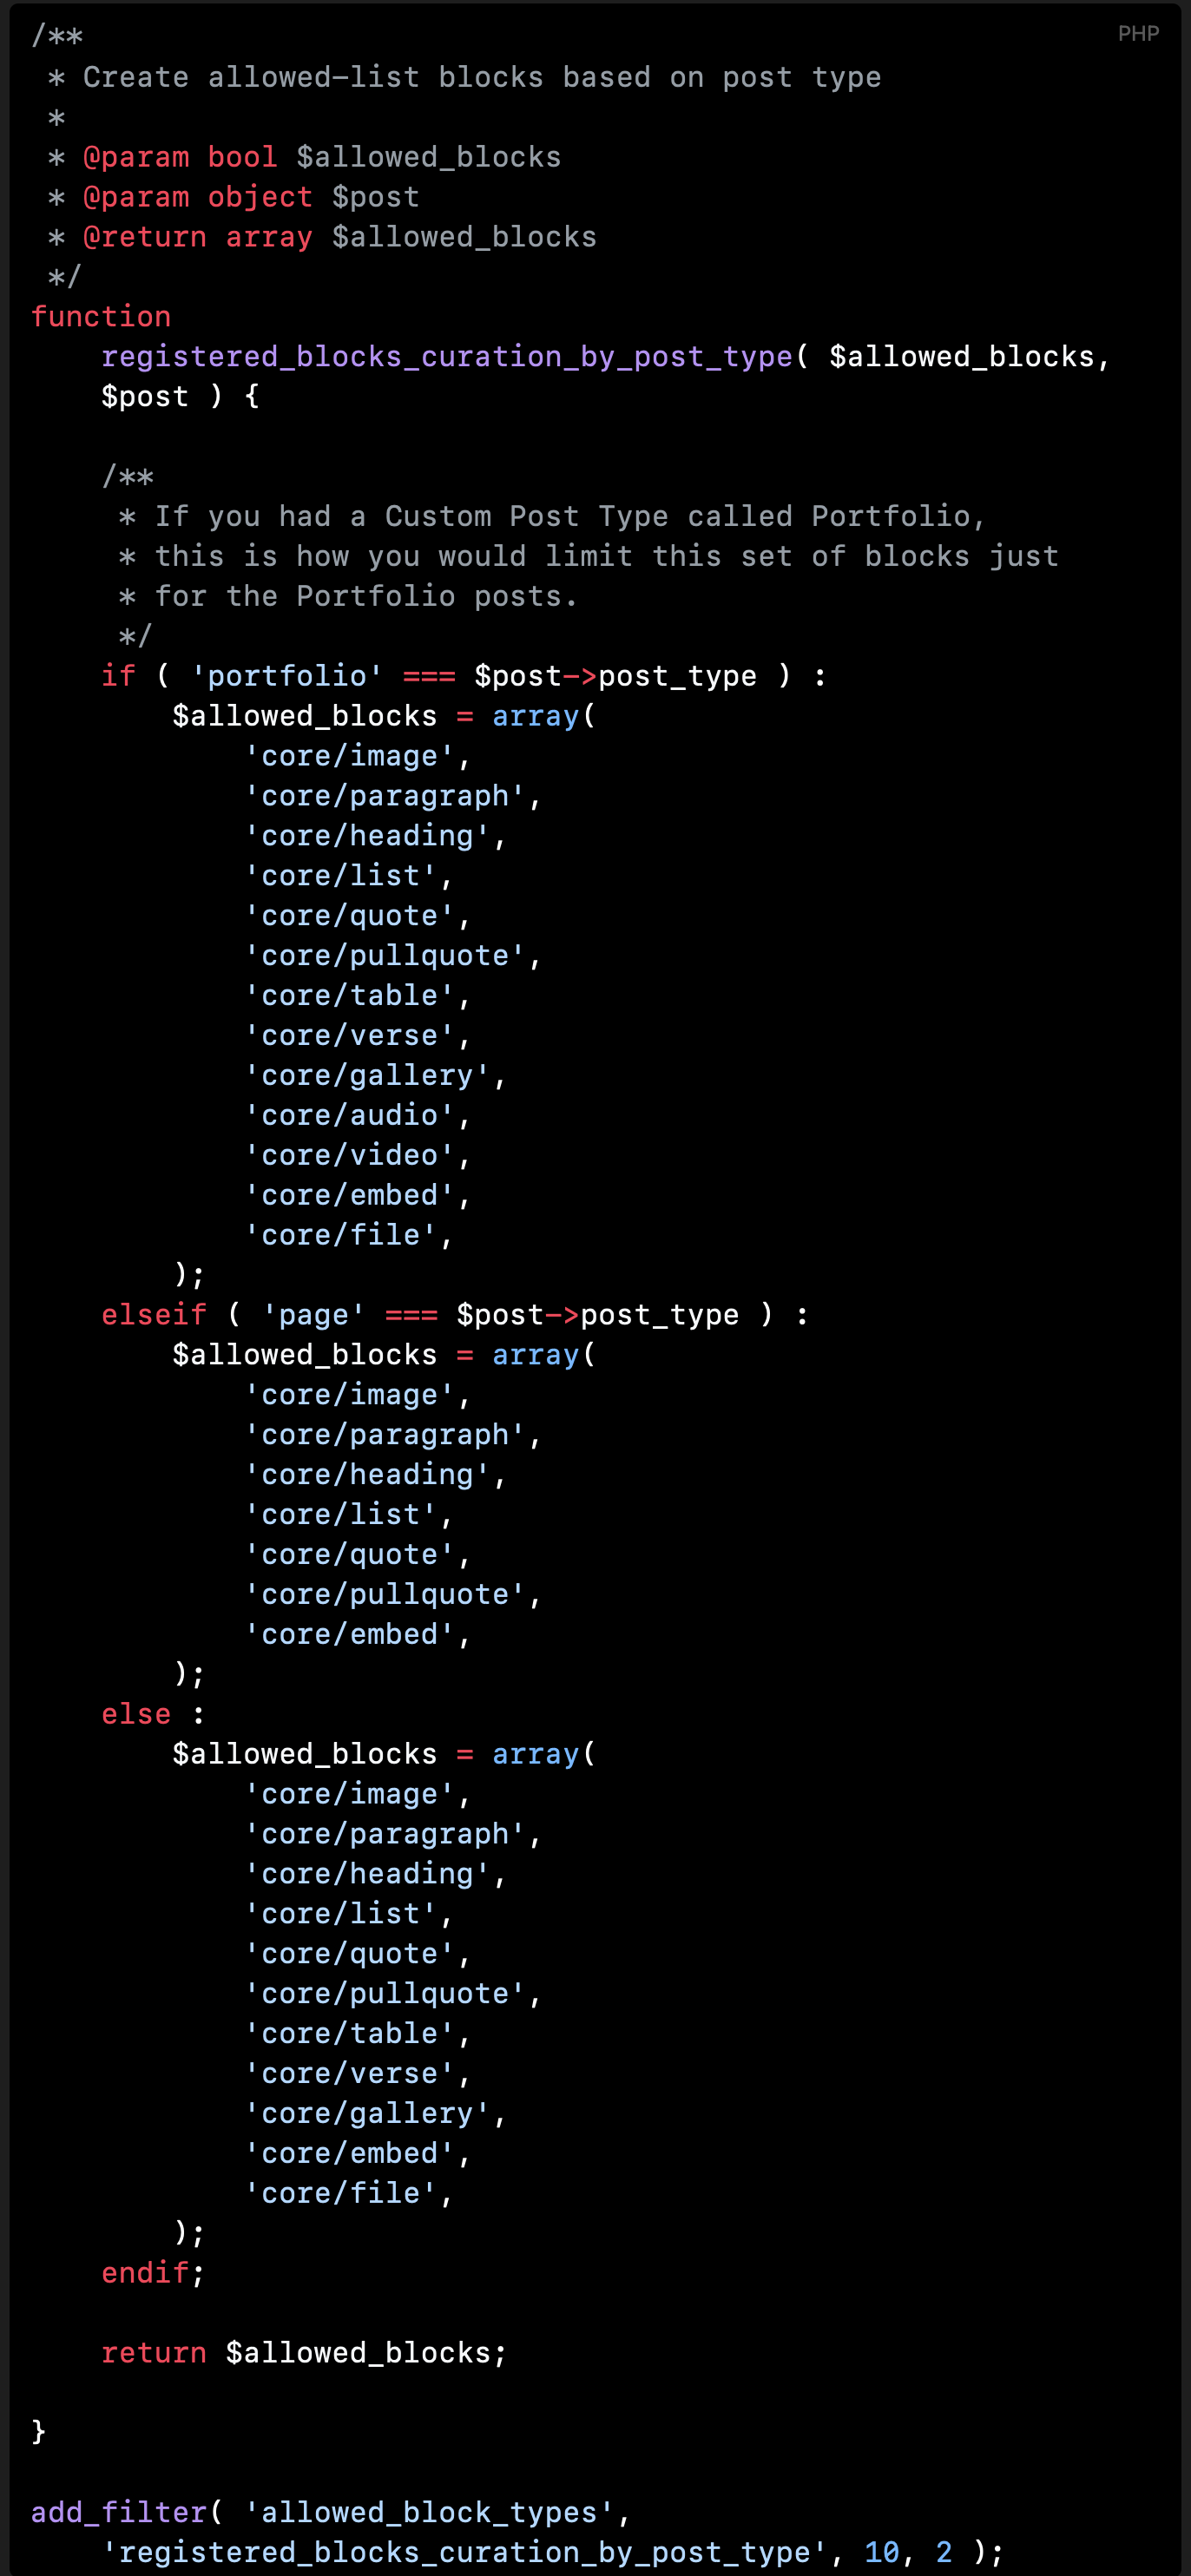 PHP
/**
 * Create allowed-list blocks based on post type
 *
 * @param bool $allowed_blocks
 * @param object $post
 * @return array $allowed_blocks
 */
function
    registered_blocks_curation_by_post_type( $allowed_blocks,
    $post ) {

    /**
     * If you had a Custom Post Type called Portfolio,
     * this is how you would limit this set of blocks just
     * for the Portfolio posts.
     */
    if ( 'portfolio' === $post->post_type ) :
        $allowed_blocks = array(
            'core/image',
            'core/paragraph',
            'core/heading',
            'core/list',
            'core/quote',
            'core/pullquote',
            'core/table',
            'core/verse',
            'core/gallery',
            'core/audio',
            'core/video',
            'core/embed',
            'core/file',
        );
    elseif ( 'page' === $post->post_type ) :
        $allowed_blocks = array(
            'core/image',
            'core/paragraph',
            'core/heading',
            'core/list',
            'core/quote',
            'core/pullquote',
            'core/embed',
        );
    else :
        $allowed_blocks = array(
            'core/image',
            'core/paragraph',
            'core/heading',
            'core/list',
            'core/quote',
            'core/pullquote',
            'core/table',
            'core/verse',
            'core/gallery',
            'core/embed',
            'core/file',
        );
    endif;

    return $allowed_blocks;

}

add_filter( 'allowed_block_types',
    'registered_blocks_curation_by_post_type', 10, 2 );